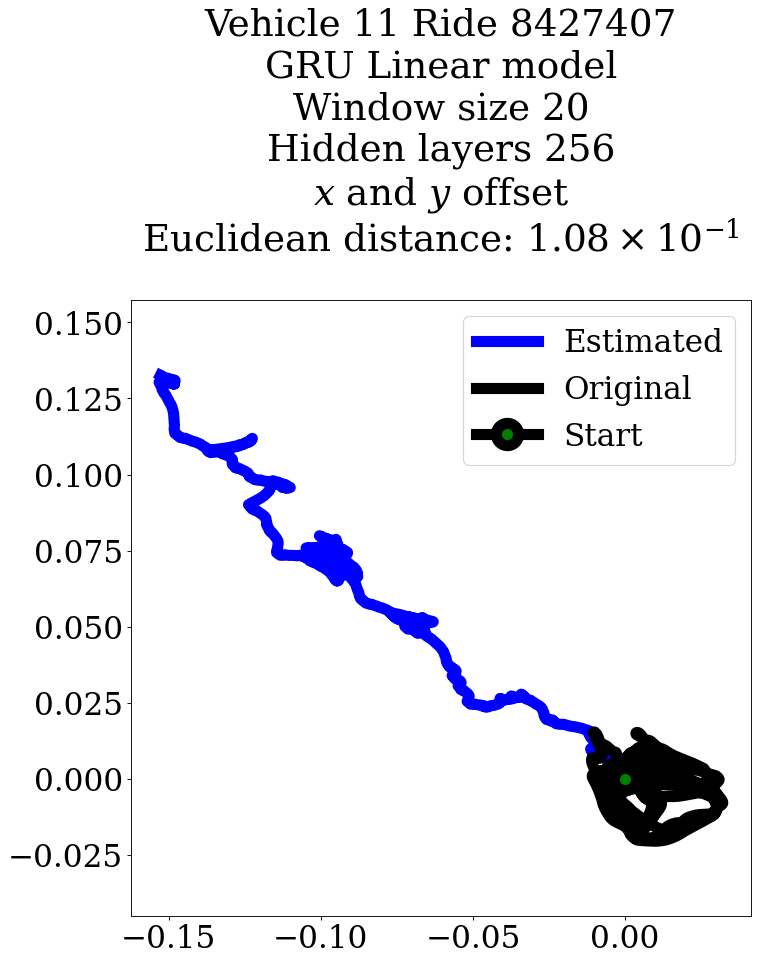 Vehicle 11 Ride 8427407
GRU Linear model
Window size 20
Hidden layers 256
x and y offset
Euclidean distance: 1.08 × 10⁻¹
Estimated
Original
Start
0.150
0.125
0.100
0.075
0.050
0.025
0.000
−0.025
−0.15 −0.10 −0.05 0.00